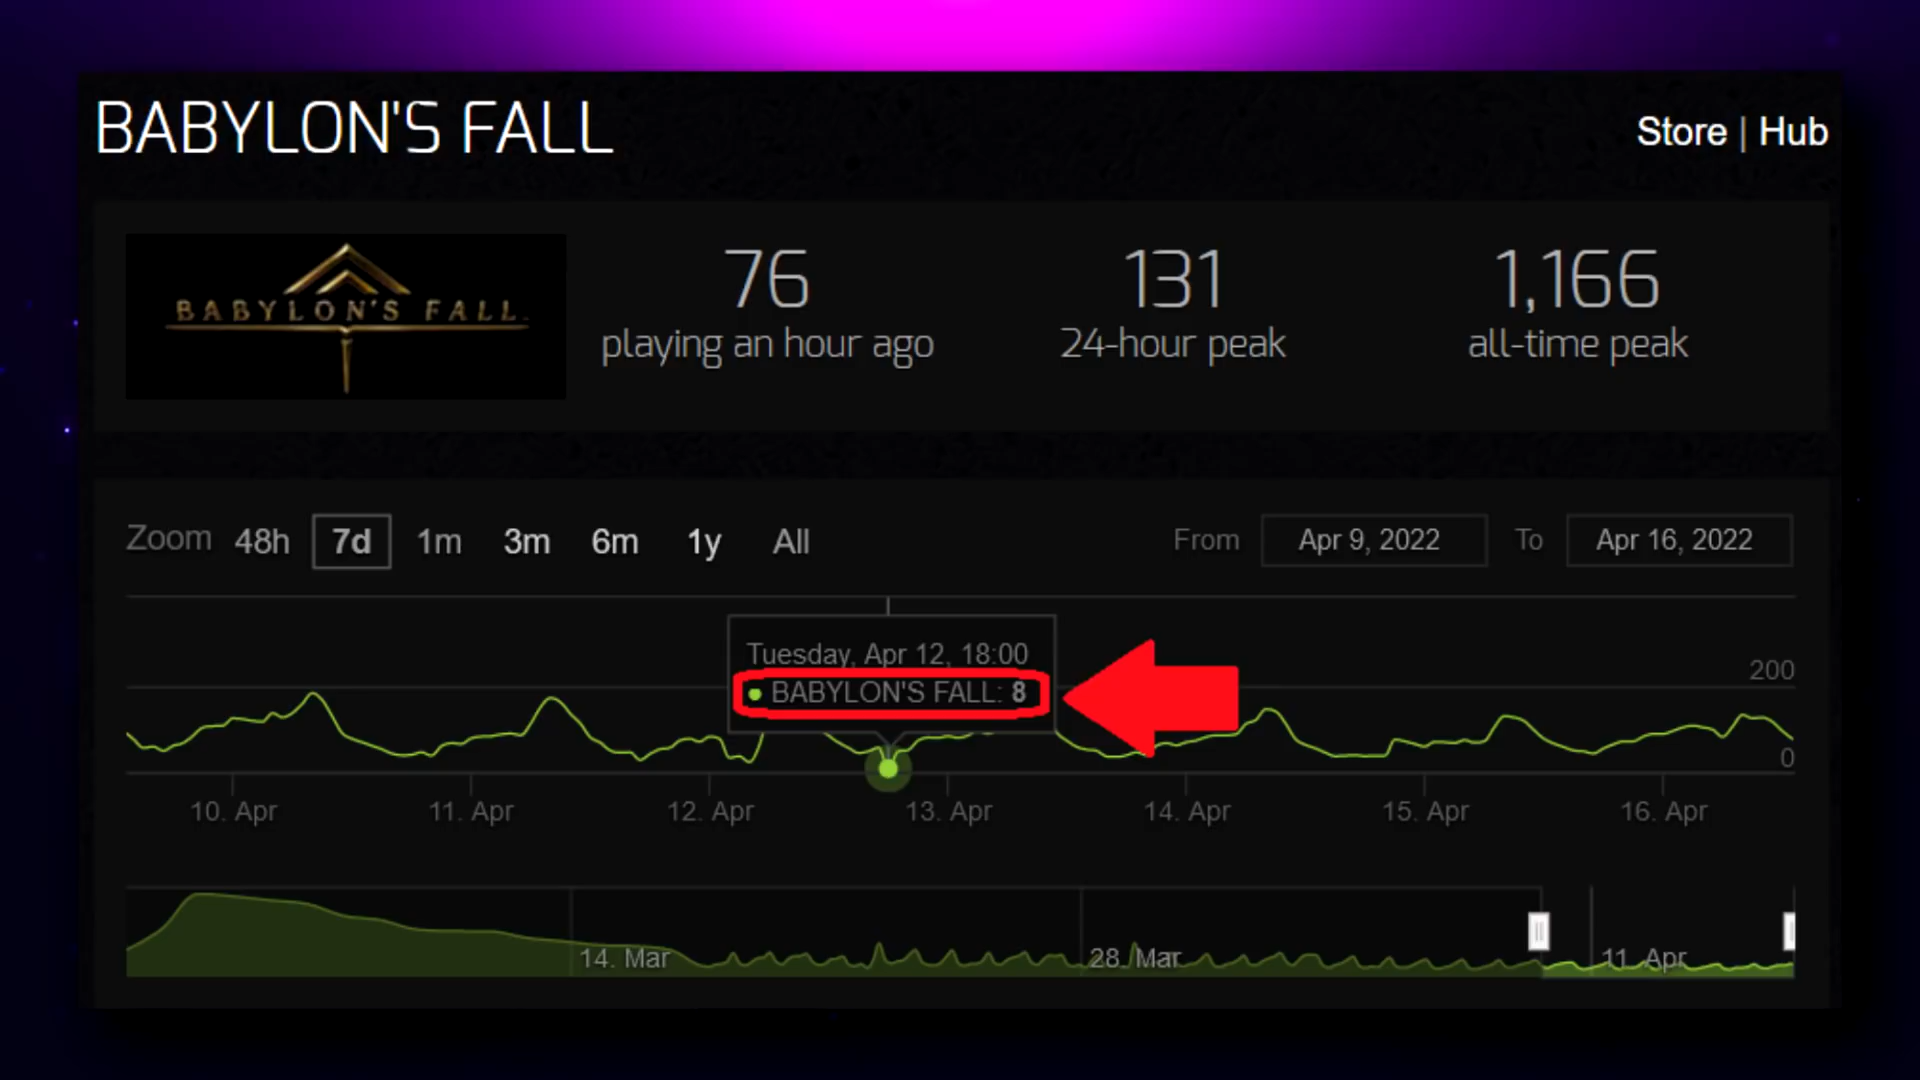 BABYLON'S FALL
Store | Hub
BABYLON'S FALL
76
playing an hour ago
131
24-hour peak
1,166
all-time peak
Zoom 48h 7d 1m 3m 6m 1y All
From Apr 9, 2022 To Apr 16, 2022
Tuesday, Apr 12, 18:00
BABYLON'S FALL: 8
200
0
10. Apr 11. Apr 12. Apr 13. Apr 14. Apr 15. Apr 16. Apr
14. Mar 28. Mar 11. Apr